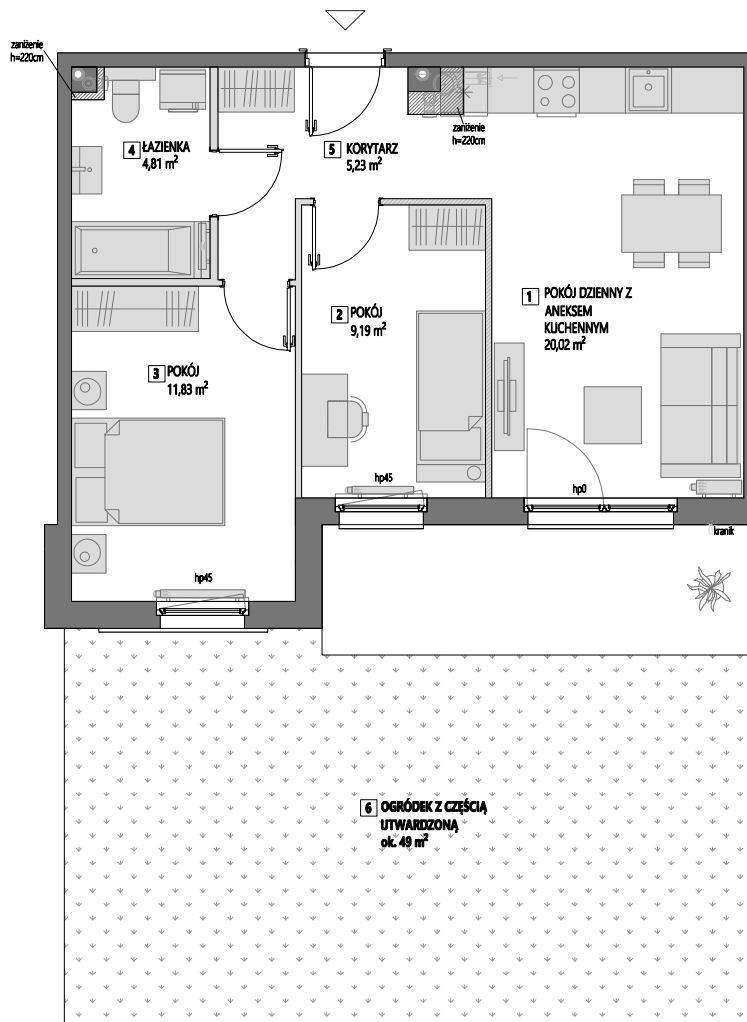 zaniżenie
h=220cm
4 ŁAZIENKA
4,81 m²
5 KORYTARZ
5,23 m²
zaniżenie
h=220cm
1 POKÓJ DZIENNY Z
ANEKSEM
KUCHENNYM
20,02 m²
2 POKÓJ
9,19 m²
3 POKÓJ
11,83 m²
hp45
hp0
kranik
hp45
6 OGRÓDEK Z CZĘŚCIĄ
UTWARDZONĄ
ok. 49 m²